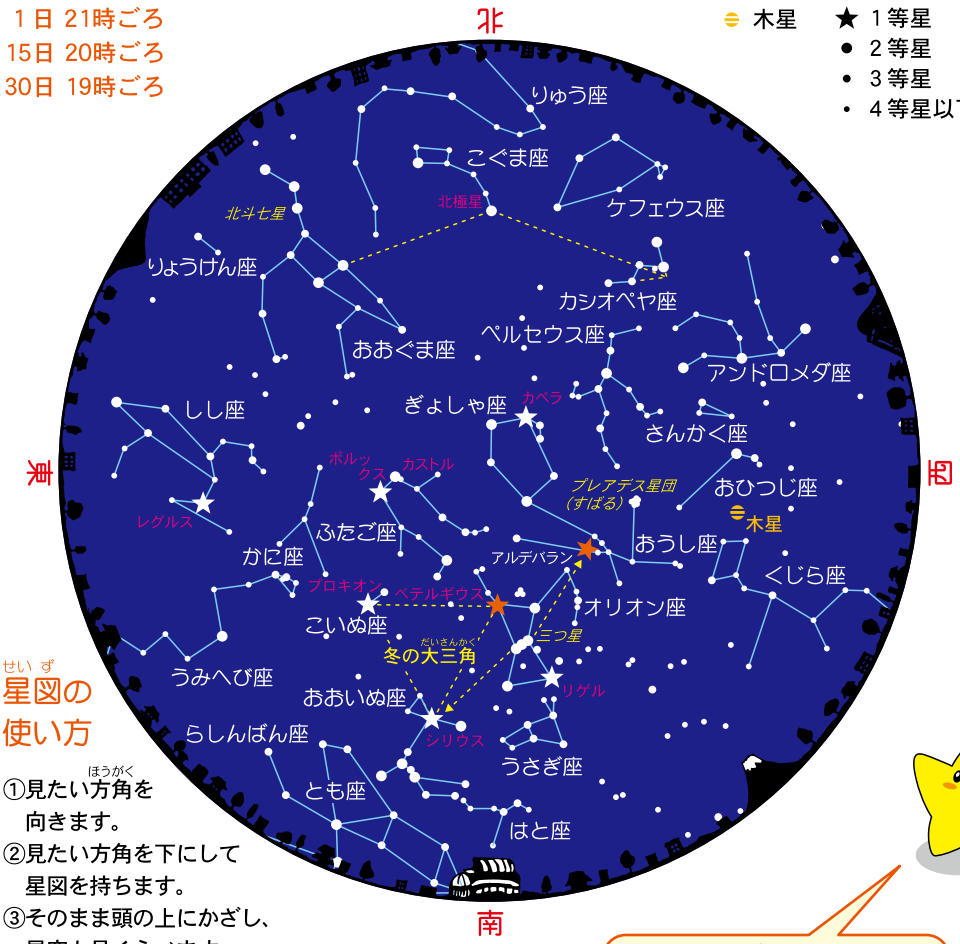 1日 21時ごろ
15日 20時ごろ
30日 19時ごろ
北
木星
1等星
2等星
3等星
4等星以
りゅう座
こぐま座
北極星
ケフェウス座
北斗七星
りょうけん座
カシオペヤ座
ペルセウス座
おおぐま座
アンドロメダ座
ぎょしゃ座
カペラ
しし座
さんかく座
東
西
ポルッ
クス
カストル
プレアデス星団
(すばる)
おひつじ座
レグルス
木星
ふたご座
かに座
アルデバラン
おうし座
くじら座
プロキオン
ベテルギウス
オリオン座
こいぬ座
三つ星
だいさんかく
冬の大三角
うみへび座
おおいぬ座
リゲル
せい ず
星図の
使い方
らしんばん座
シリウス
うさぎ座
ほうがく
①見たい方角を
向きます。
とも座
はと座
②見たい方角を下にして
星図を持ちます。
③そのまま頭の上にかざし、
南